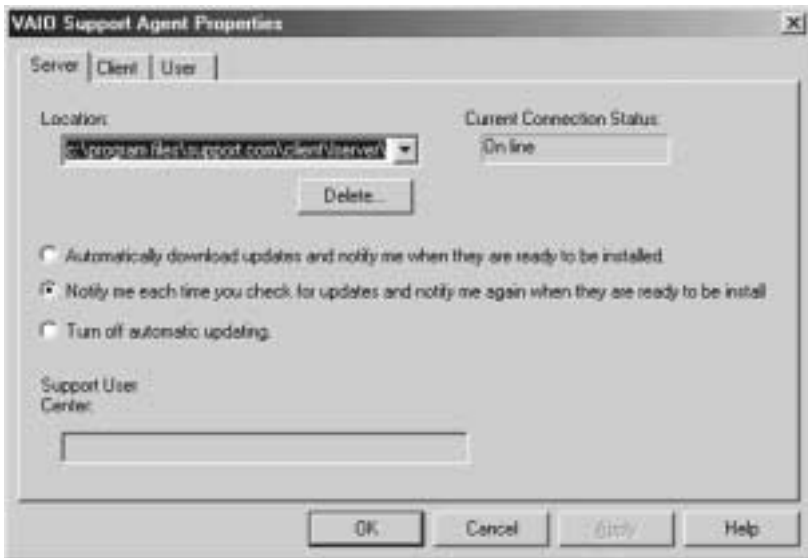 VAIO Support Agent Properties
Server
Client
User
Location:
c:\program files\support.com\client\lserver\
Current Connection Status:
On line
Delete...
Automatically download updates and notify me when they are ready to be installed.
Notify me each time you check for updates and notify me again when they are ready to be install
Turn off automatic updating.
Support User
Center:
OK
Cancel
Apply
Help